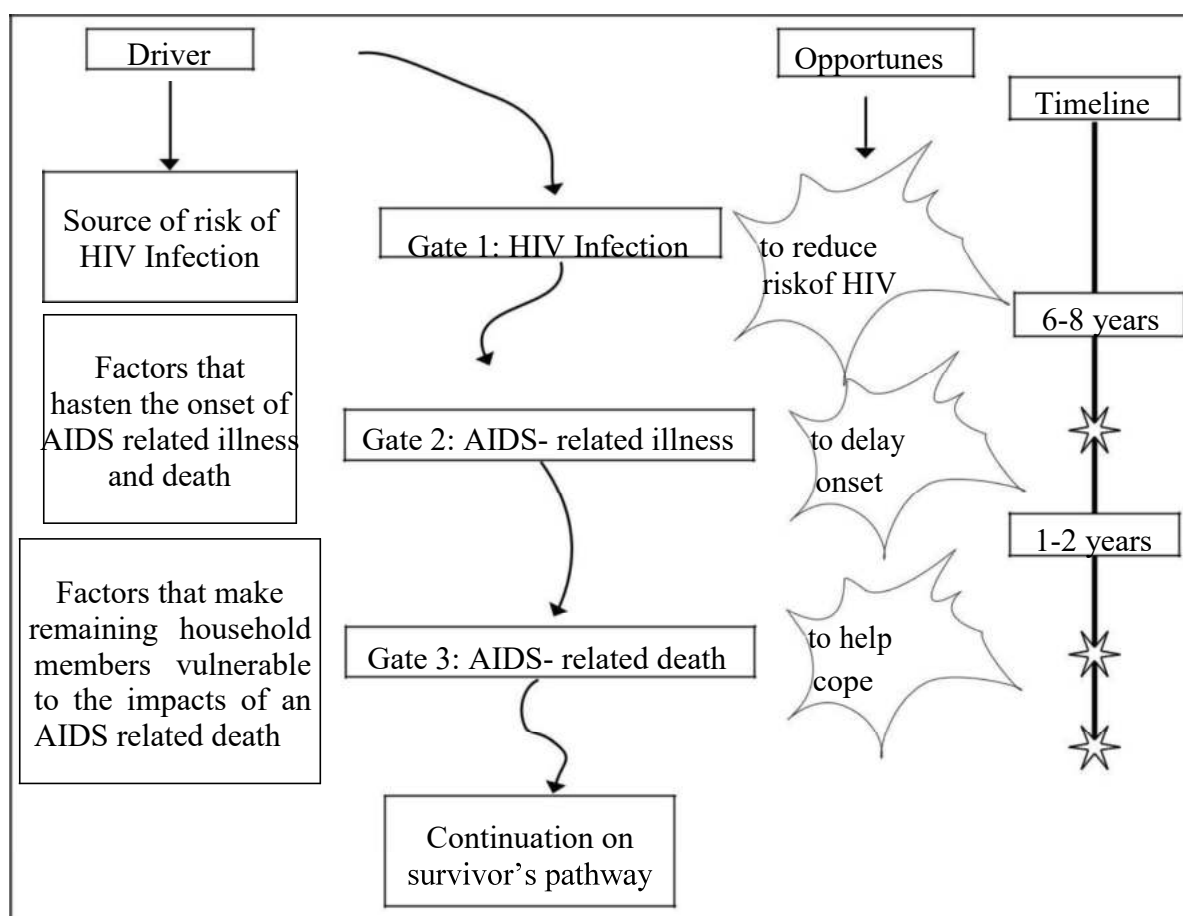 Driver
Opportunes
Timeline
Source of risk of
HIV Infection
Gate 1: HIV Infection
to reduce
riskof HIV
6-8 years
Factors that
hasten the onset of
AIDS related illness
and death
Gate 2: AIDS- related illness
to delay
onset
1-2 years
Factors that make
remaining household
members vulnerable
to the impacts of an
AIDS related death
Gate 3: AIDS- related death
to help
cope
Continuation on
survivor’s pathway